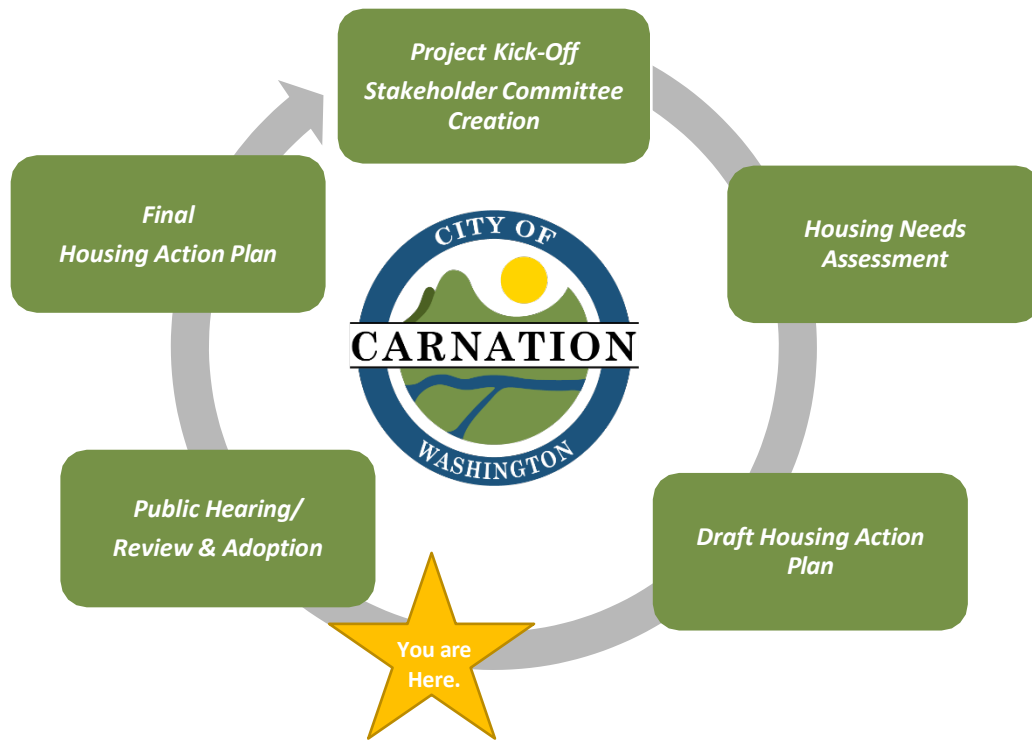 Project Kick-Off
Stakeholder Committee
Creation
Housing Needs
Assessment
Draft Housing Action
Plan
You are
Here.
Public Hearing/
Review & Adoption
Final
Housing Action Plan
CITY OF
CARNATION
WASHINGTON